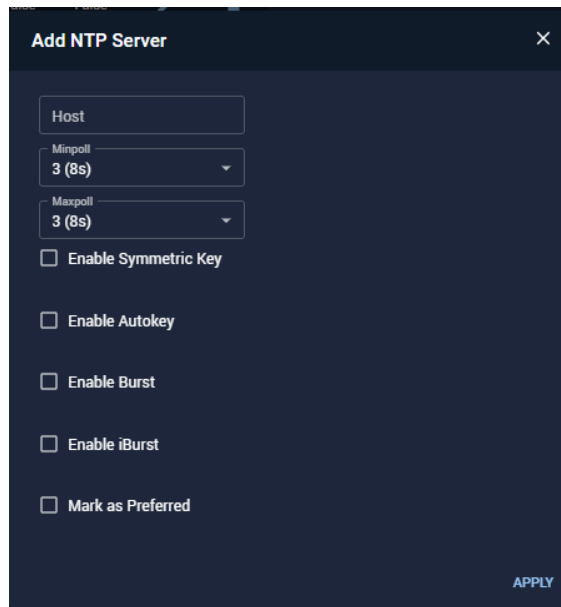 Add NTP Server
Host
Minpoll
3 (8s)
Maxpoll
3 (8s)
Enable Symmetric Key
Enable Autokey
Enable Burst
Enable iBurst
Mark as Preferred
APPLY